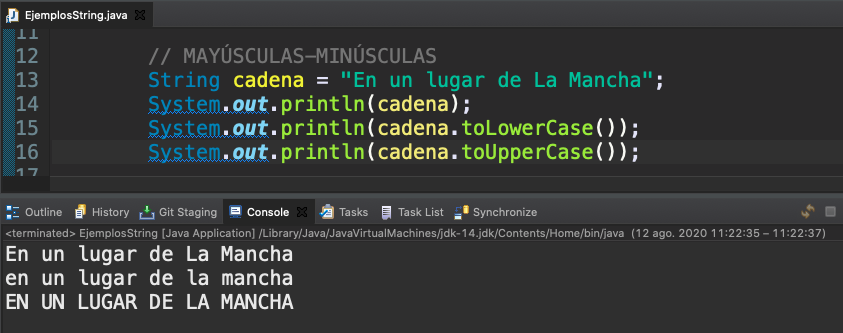 EjemplosString.java
11
12 // MAYÚSCULAS-MINÚSCULAS
13 String cadena = "En un lugar de La Mancha";
14 System.out.println(cadena);
15 System.out.println(cadena.toLowerCase());
16 System.out.println(cadena.toUpperCase());
17
Outline History Git Staging Console Tasks Task List Synchronize
<terminated> EjemplosString [Java Application] /Library/Java/JavaVirtualMachines/jdk-14.jdk/Contents/Home/bin/java (12 ago. 2020 11:22:35 – 11:22:37)
En un lugar de La Mancha
en un lugar de la mancha
EN UN LUGAR DE LA MANCHA